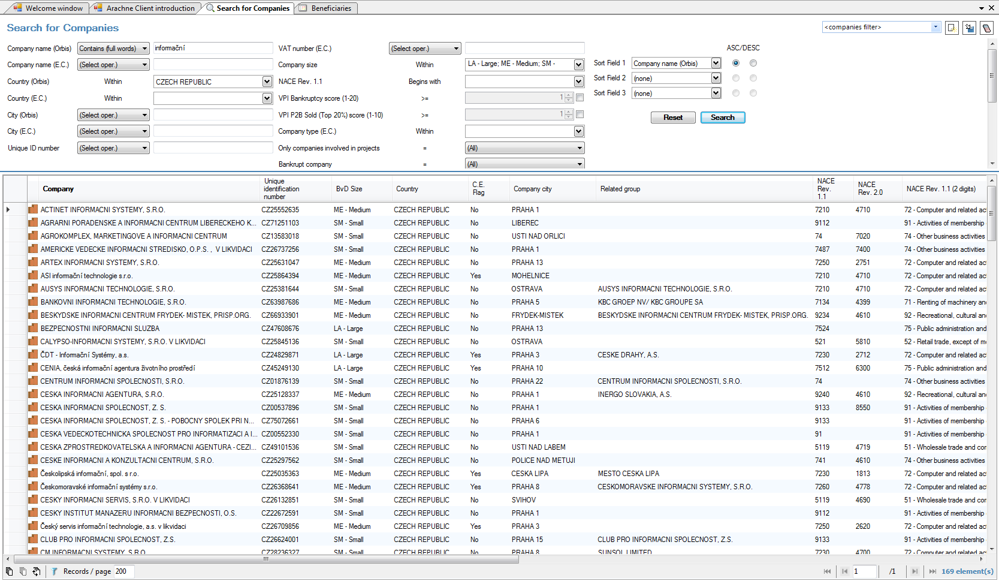 Welcome window Arachne Client introduction Search for Companies Beneficiaries
Search for Companies <companies filter>
Company name (Orbis) Contains (full words) informační VAT number (E.C.) (Select oper.) ASC/DESC
Company name (E.C.) (Select oper.) Company size Within LA - Large; ME - Medium; SM - Sort Field 1 Company name (Orbis)
Country (Orbis) Within CZECH REPUBLIC NACE Rev. 1.1 Begins with Sort Field 2 (none)
Country (E.C.) Within VPI Bankruptcy score (1-20) >= 1 Sort Field 3 (none)
City (Orbis) (Select oper.) VPI P2B Sold (Top 20%) score (1-10) >= 1 Reset Search
City (E.C.) (Select oper.) Company type (E.C.) Within
Unique ID number (Select oper.) Only companies involved in projects = (All)
Bankrupt company = (All)
Company Unique identification number BvD Size Country C.E. Flag Company city Related group NACE Rev. 1.1 NACE Rev. 2.0 NACE Rev. 1.1 (2 digits)
ACTINET INFORMACNI SYSTEMY, S.R.O. CZ25552635 ME - Medium CZECH REPUBLIC No PRAHA 1 7210 4710 72 - Computer and related ac
AGRARNI PORADENSKE A INFORMACNI CENTRUM LIBERECKEHO K... CZ71251103 SM - Small CZECH REPUBLIC No LIBEREC 9112 91 - Activities of membership
AGROKOMPLEX, MARKETINGOVE A INFORMACNI CENTRUM CZ13583018 SM - Small CZECH REPUBLIC No USTI NAD ORLICI 74 7020 74 - Other business activities
AMERICKE VEDECKE INFORMACNI STREDISKO, O.P.S. , V LIKVIDACI CZ26737256 SM - Small CZECH REPUBLIC No PRAHA 1 7487 7400 74 - Other business activities
ARTEX INFORMACNI SYSTEMY, S.R.O. CZ25631047 ME - Medium CZECH REPUBLIC No PRAHA 13 7250 2751 72 - Computer and related ac
ASI informační technologie s.r.o. CZ25864394 ME - Medium CZECH REPUBLIC Yes MOHELNICE 7210 4710 72 - Computer and related ac
AUSYS INFORMACNI TECHNOLOGIE, S.R.O. CZ25381644 SM - Small CZECH REPUBLIC No OSTRAVA AUSYS INFORMACNI TECHNOLOGIE, S.R.O. 7210 4710 72 - Computer and related ac
BANKOVNI INFORMACNI TECHNOLOGIE, S.R.O. CZ63987686 ME - Medium CZECH REPUBLIC No PRAHA 5 KBC GROEP NV/ KBC GROUPE SA 7134 4399 71 - Renting of machinery an
BESKYDSKE INFORMACNI CENTRUM FRYDEK- MISTEK, PRISP.ORG. CZ66933901 ME - Medium CZECH REPUBLIC No FRYDEK-MISTEK BESKYDSKE INFORMACNI CENTRUM FRYDEK- MISTEK, PRISP.ORG. 9234 4610 92 - Recreational, cultural an
BEZPECNOSTNI INFORMACNI SLUZBA CZ47608676 LA - Large CZECH REPUBLIC No PRAHA 13 7524 75 - Public administration and
CALYPSO-INFORMACNI SYSTEMY, S.R.O. V LIKVIDACI CZ25845136 SM - Small CZECH REPUBLIC No OSTRAVA 521 5810 52 - Retail trade, except of m
ČDT - Informační Systémy, a.s. CZ24829871 LA - Large CZECH REPUBLIC Yes PRAHA 3 CESKE DRAHY, A.S. 7230 2712 72 - Computer and related ac
CENIA, česká informační agentura životního prostředí CZ45249130 LA - Large CZECH REPUBLIC Yes PRAHA 10 7512 6300 75 - Public administration and
CENTRUM INFORMACNI SPOLECNOSTI, S.R.O. CZ01876139 SM - Small CZECH REPUBLIC No PRAHA 22 CENTRUM INFORMACNI SPOLECNOSTI, S.R.O. 74 74 - Other business activities
CESKA INFORMACNI AGENTURA, S.R.O. CZ25128337 ME - Medium CZECH REPUBLIC No PRAHA 1 INERGO SLOVAKIA, A.S. 9240 4610 92 - Recreational, cultural an
CESKA INFORMACNI SPOLECNOST, Z. S. CZ00537896 SM - Small CZECH REPUBLIC No PRAHA 1 9133 8550 91 - Activities of membership
CESKA INFORMACNI SPOLECNOST, Z. S. - POBOCNY SPOLEK PRI N... CZ75072661 SM - Small CZECH REPUBLIC No PRAHA 6 9133 91 - Activities of membership
CESKA VEDECKOTECHNICKA SPOLECNOST PRO INFORMATIZACI A I... CZ00552330 SM - Small CZECH REPUBLIC No PRAHA 1 91 91 - Activities of membership
CESKA ZPROSTREDKOVATELSKA A INFORMACNI AGENTURA - CEZI... CZ49101536 SM - Small CZECH REPUBLIC No USTI NAD LABEM 5119 4719 51 - Wholesale trade and con
CESKE INFORMACNI A KONZULTACNI CENTRUM, S.R.O. CZ25297562 SM - Small CZECH REPUBLIC No POLICE NAD METUJI 741 4610 74 - Other business activities
Českolipská informační, spol. s r.o. CZ25035363 ME - Medium CZECH REPUBLIC Yes CESKA LIPA MESTO CESKA LIPA 7230 1813 72 - Computer and related ac
Českomoravské informační systémy s.r.o. CZ26368641 ME - Medium CZECH REPUBLIC Yes PRAHA 8 CESKOMORAVSKE INFORMACNI SYSTEMY, S.R.O. 7260 4778 72 - Computer and related ac
CESKY INFORMACNI SERVIS, S.R.O. V LIKVIDACI CZ26132851 SM - Small CZECH REPUBLIC No SVIHOV 5119 4690 51 - Wholesale trade and con
CESKY INSTITUT MANAZERU INFORMACNI BEZPECNOSTI, O.S. CZ22672591 SM - Small CZECH REPUBLIC No PRAHA 1 9112 91 - Activities of membership
Český servis informační technologie, a.s. v likvidaci CZ26709856 ME - Medium CZECH REPUBLIC Yes PRAHA 3 7250 2620 72 - Computer and related ac
CLUB PRO INFORMACNI SPOLECNOST, Z.S. CZ26624001 SM - Small CZECH REPUBLIC No PRAHA 15 CLUB PRO INFORMACNI SPOLECNOST, Z.S. 9133 91 - Activities of membership
CM INFORMACNI SYSTEMY, S.R.O. CZ28236327 SM - Small CZECH REPUBLIC No PRAHA 8 SUNSOL LIMITED 7230 4700 72 - Computer and related ac
Records / page 200 1 /1 169 element(s)